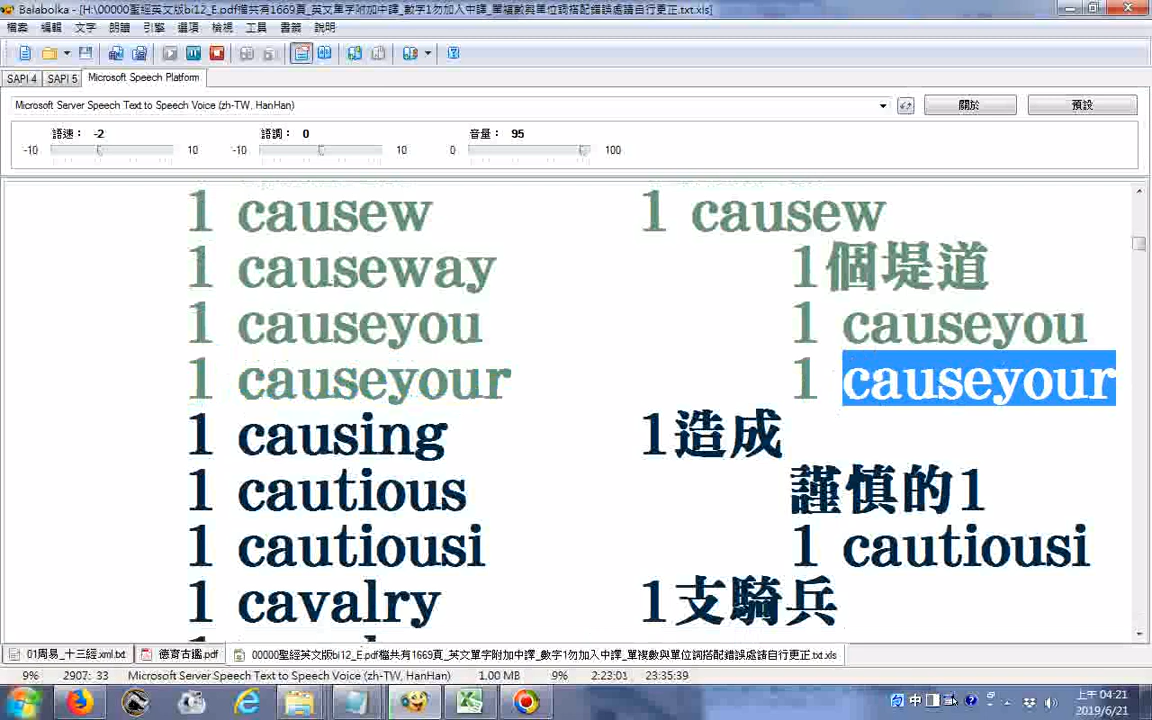 Balabolka - [H:\00000聖經英文版bi12_E.pdf檔共有1669頁_英文單字附加中譯_數字1勿加入中譯_單複數與單位詞搭配錯誤處請自行更正.txt.xls]
檔案 編輯 文字 朗讀 引擎 選項 檢視 工具 書籤 說明
SAPI 4 SAPI 5 Microsoft Speech Platform
Microsoft Server Speech Text to Speech Voice (zh-TW, HanHan) 關於 預設
語速： -2 語調： 0 音量： 95
-10 10 -10 10 0 100
1 causew 1 causew
1 causeway 1個堤道
1 causeyou 1 causeyou
1 causeyour 1 causeyour
1 causing 1造成
1 cautious 謹慎的1
1 cautiousi 1 cautiousi
1 cavalry 1支騎兵
01周易_十三經.xml.txt 德育古鑑.pdf 00000聖經英文版bi12_E.pdf檔共有1669頁_英文單字附加中譯_數字1勿加入中譯_單複數與單位詞搭配錯誤處請自行更正.txt.xls
9% 2907: 33 Microsoft Server Speech Text to Speech Voice (zh-TW, HanHan) 1.00 MB 9% 2:23:01 23:35:39
中 上午 04:21
2019/6/21